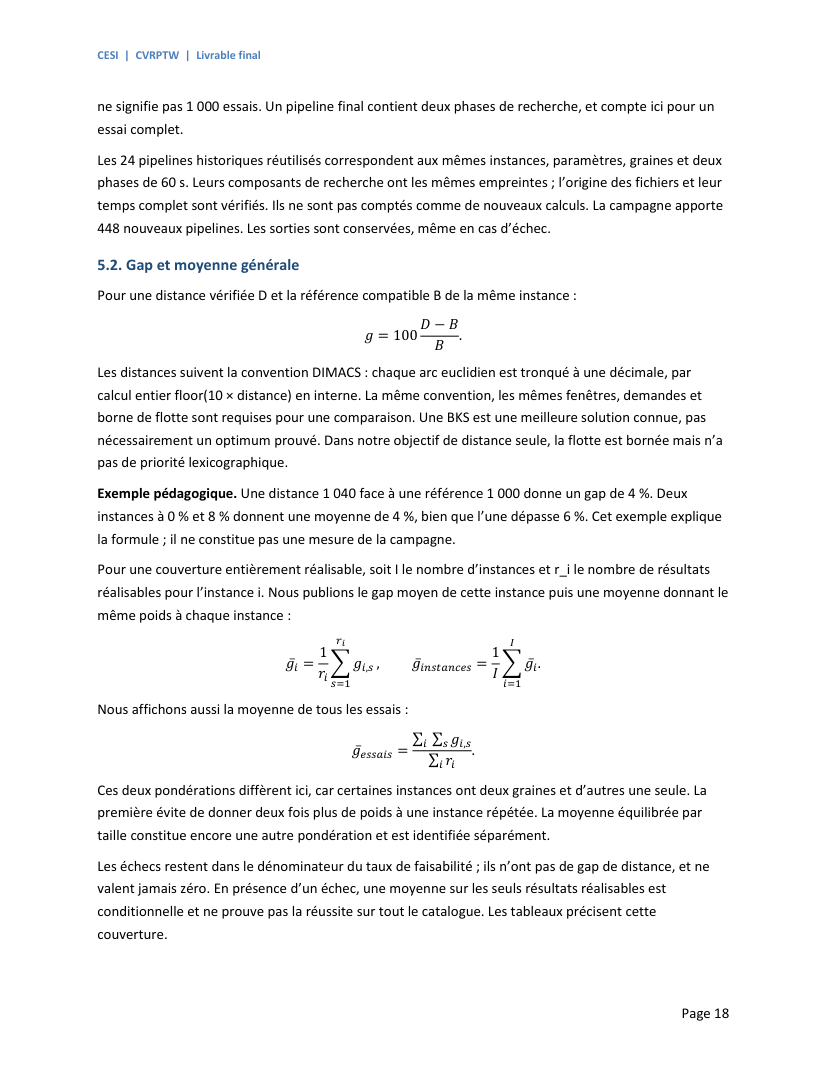 CESI | CVRPTW | Livrable final
ne signifie pas 1 000 essais. Un pipeline final contient deux phases de recherche, et compte ici pour un
essai complet.
Les 24 pipelines historiques réutilisés correspondent aux mêmes instances, paramètres, graines et deux
phases de 60 s. Leurs composants de recherche ont les mêmes empreintes ; l’origine des fichiers et leur
temps complet sont vérifiés. Ils ne sont pas comptés comme de nouveaux calculs. La campagne apporte
448 nouveaux pipelines. Les sorties sont conservées, même en cas d’échec.
5.2. Gap et moyenne générale
Pour une distance vérifiée D et la référence compatible B de la même instance :
g = 100 (D − B)/B.
Les distances suivent la convention DIMACS : chaque arc euclidien est tronqué à une décimale, par
calcul entier floor(10 × distance) en interne. La même convention, les mêmes fenêtres, demandes et
borne de flotte sont requises pour une comparaison. Une BKS est une meilleure solution connue, pas
nécessairement un optimum prouvé. Dans notre objectif de distance seule, la flotte est bornée mais n’a
pas de priorité lexicographique.
Exemple pédagogique. Une distance 1 040 face à une référence 1 000 donne un gap de 4 %. Deux
instances à 0 % et 8 % donnent une moyenne de 4 %, bien que l’une dépasse 6 %. Cet exemple explique
la formule ; il ne constitue pas une mesure de la campagne.
Pour une couverture entièrement réalisable, soit I le nombre d’instances et r_i le nombre de résultats
réalisables pour l’instance i. Nous publions le gap moyen de cette instance puis une moyenne donnant le
même poids à chaque instance :
ḡ_i = 1/r_i ∑_{s=1}^{r_i} g_{i,s} , ḡ_{instances} = 1/I ∑_{i=1}^{I} ḡ_i.
Nous affichons aussi la moyenne de tous les essais :
ḡ_{essais} = (∑_i ∑_s g_{i,s})/(∑_i r_i).
Ces deux pondérations diffèrent ici, car certaines instances ont deux graines et d’autres une seule. La
première évite de donner deux fois plus de poids à une instance répétée. La moyenne équilibrée par
taille constitue encore une autre pondération et est identifiée séparément.
Les échecs restent dans le dénominateur du taux de faisabilité ; ils n’ont pas de gap de distance, et ne
valent jamais zéro. En présence d’un échec, une moyenne sur les seuls résultats réalisables est
conditionnelle et ne prouve pas la réussite sur tout le catalogue. Les tableaux précisent cette
couverture.
Page 18